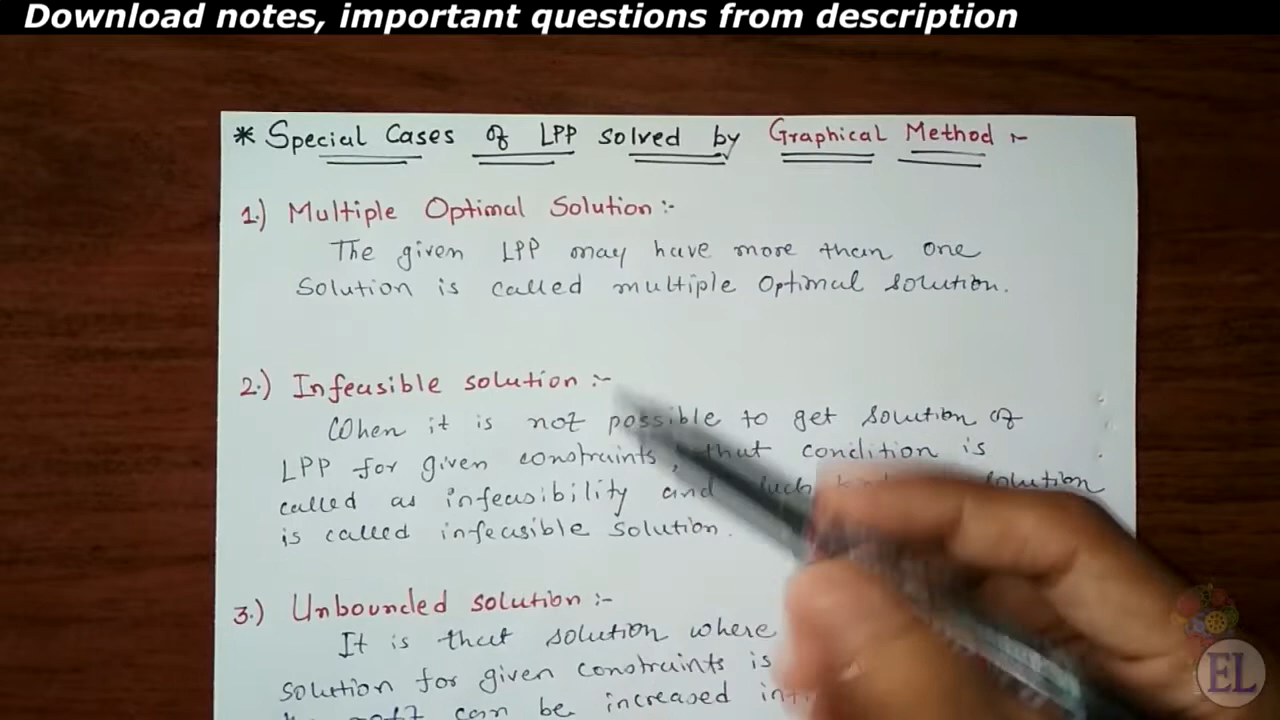 Download notes, important questions from description
* Special Cases of LPP solved by Graphical Method :-
1.) Multiple Optimal Solution :-
The given LPP may have more than one
Solution is called multiple Optimal solution.
2.) Infeasible solution :-
When it is not possible to get solution of
LPP for given constraints, that condition is
called as infeasibility and such solution
is called infeasible solution.
3.) Unbounded solution :-
It is that solution where
solution for given constraints is
can be increased
EL